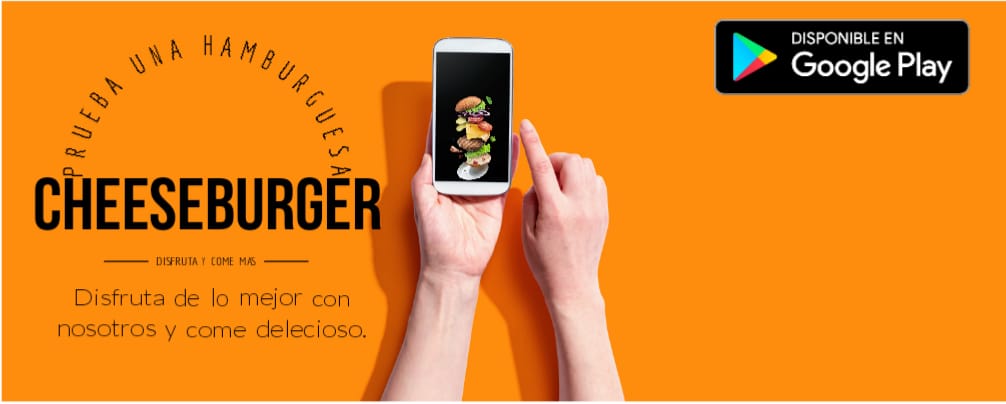 PRUEBA UNA HAMBURGUESA
CHEESEBURGER
DISFRUTA Y COME MAS
Disfruta de lo mejor con
nosotros y come delecioso.
DISPONIBLE EN
Google Play